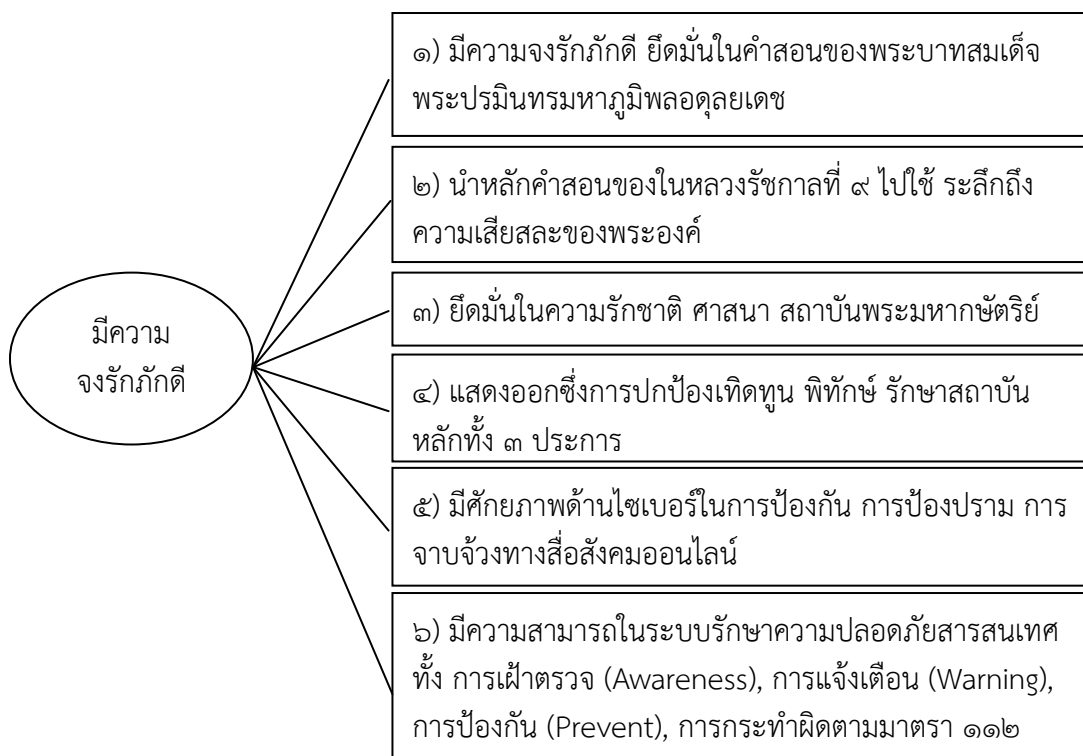 ๑) มีความจงรักภักดี ยึดมั่นในคำสอนของพระบาทสมเด็จ
พระปรมินทรมหาภูมิพลอดุลยเดช
๒) นำหลักคำสอนของในหลวงรัชกาลที่ ๙ ไปใช้ ระลึกถึง
ความเสียสละของพระองค์
๓) ยึดมั่นในความรักชาติ ศาสนา สถาบันพระมหากษัตริย์
มีความ
จงรักภักดี
๔) แสดงออกซึ่งการปกป้องเทิดทูน พิทักษ์ รักษาสถาบัน
หลักทั้ง ๓ ประการ
๕) มีศักยภาพด้านไซเบอร์ในการป้องกัน การป้องปราม การ
จาบจ้วงทางสื่อสังคมออนไลน์
๖) มีความสามารถในระบบรักษาความปลอดภัยสารสนเทศ
ทั้ง การเฝ้าตรวจ (Awareness), การแจ้งเตือน (Warning),
การป้องกัน (Prevent), การกระทำผิดตามมาตรา ๑๑๒